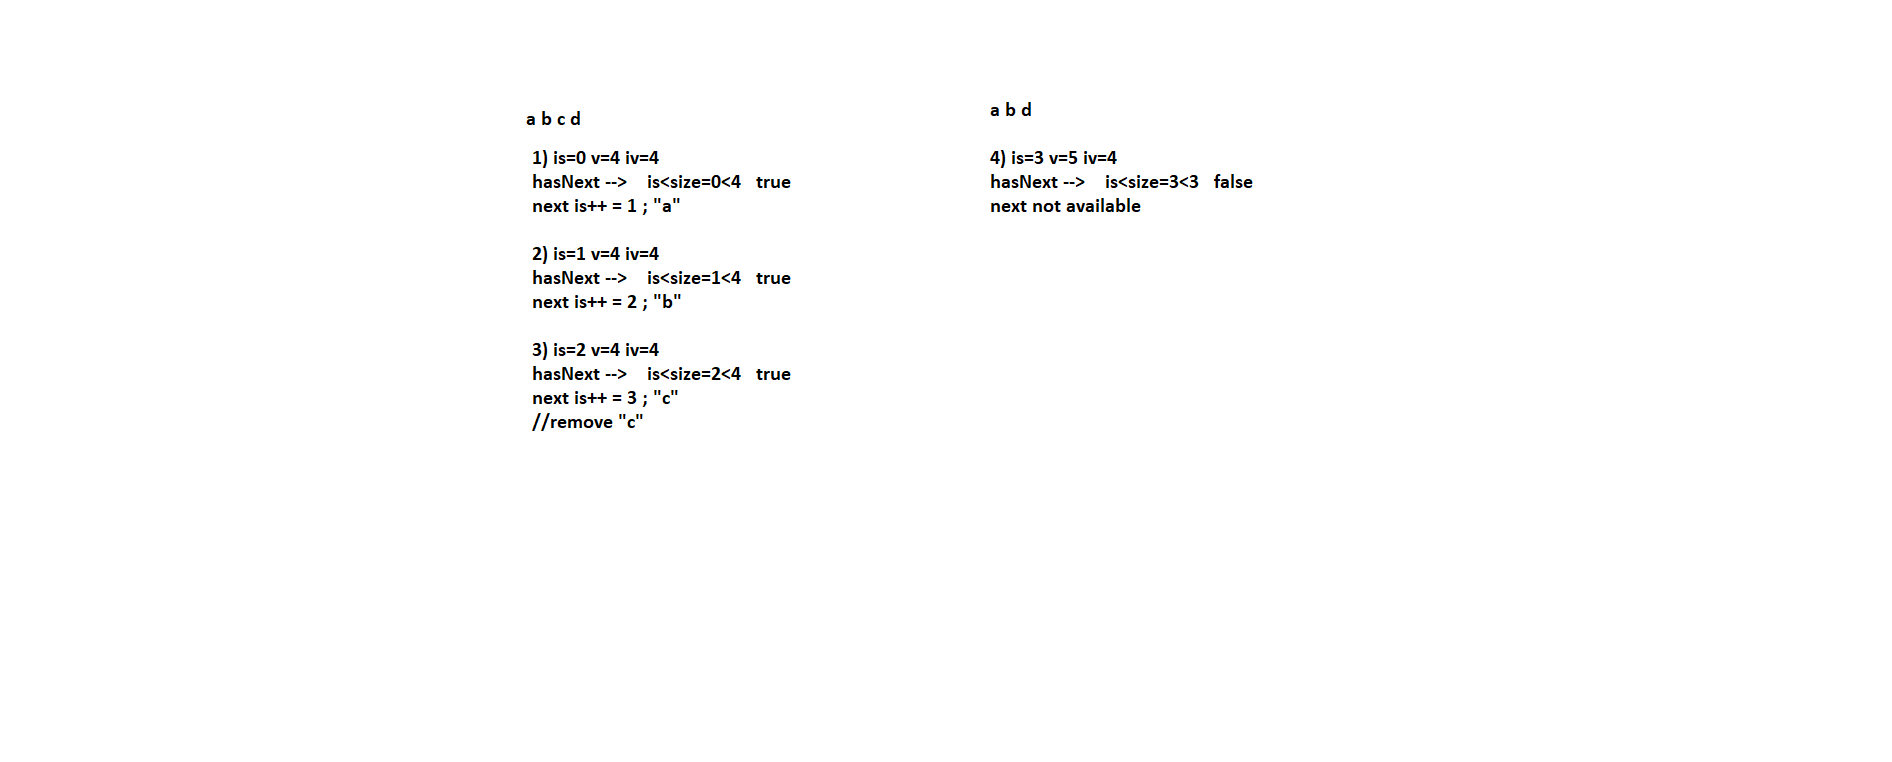 a b c d
1) is=0 v=4 iv=4
hasNext --> is<size=0<4 true
next is++ = 1 ; "a"
2) is=1 v=4 iv=4
hasNext --> is<size=1<4 true
next is++ = 2 ; "b"
3) is=2 v=4 iv=4
hasNext --> is<size=2<4 true
next is++ = 3 ; "c"
//remove "c"
a b d
4) is=3 v=5 iv=4
hasNext --> is<size=3<3 false
next not available